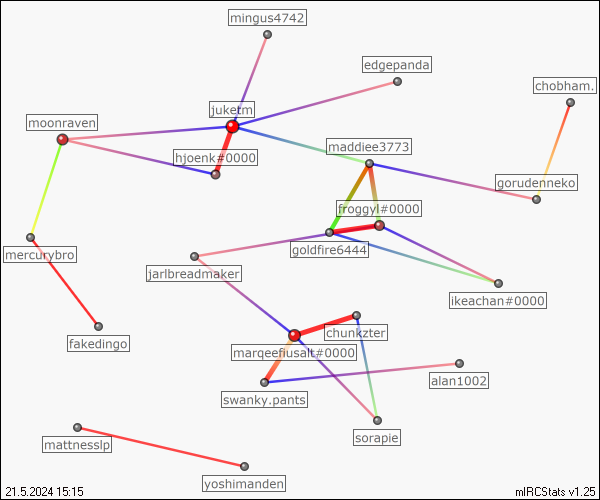 mingus4742
edgepanda
chobham.
juketm
moonraven
maddiee3773
hjoenk#0000
gorudenneko
froggyl#0000
goldfire6444
mercurybro
jarlbreadmaker
ikeachan#0000
chunkzter
fakedingo
marqeefiusalt#0000
alan1002
swanky.pants
sorapie
mattnesslp
yoshimanden
21.5.2024 15:15
mIRCStats v1.25